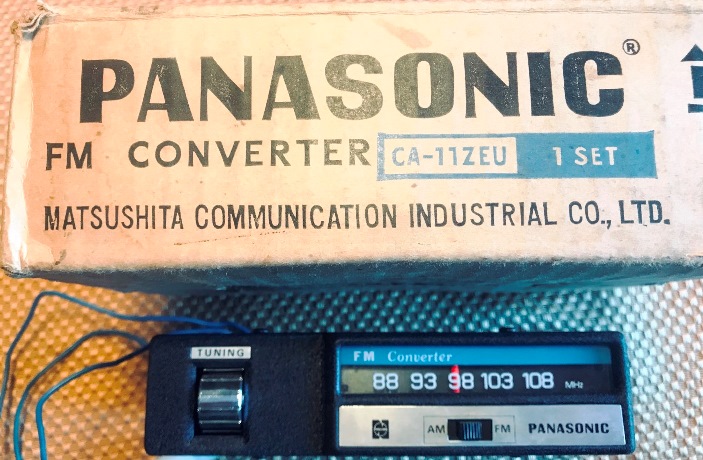 PANASONIC®
FM CONVERTER CA-11ZEU 1 SET
MATSUSHITA COMMUNICATION INDUSTRIAL CO., LTD.
TUNING
FM Converter
88 93 98 103 108 MHz
AM FM PANASONIC